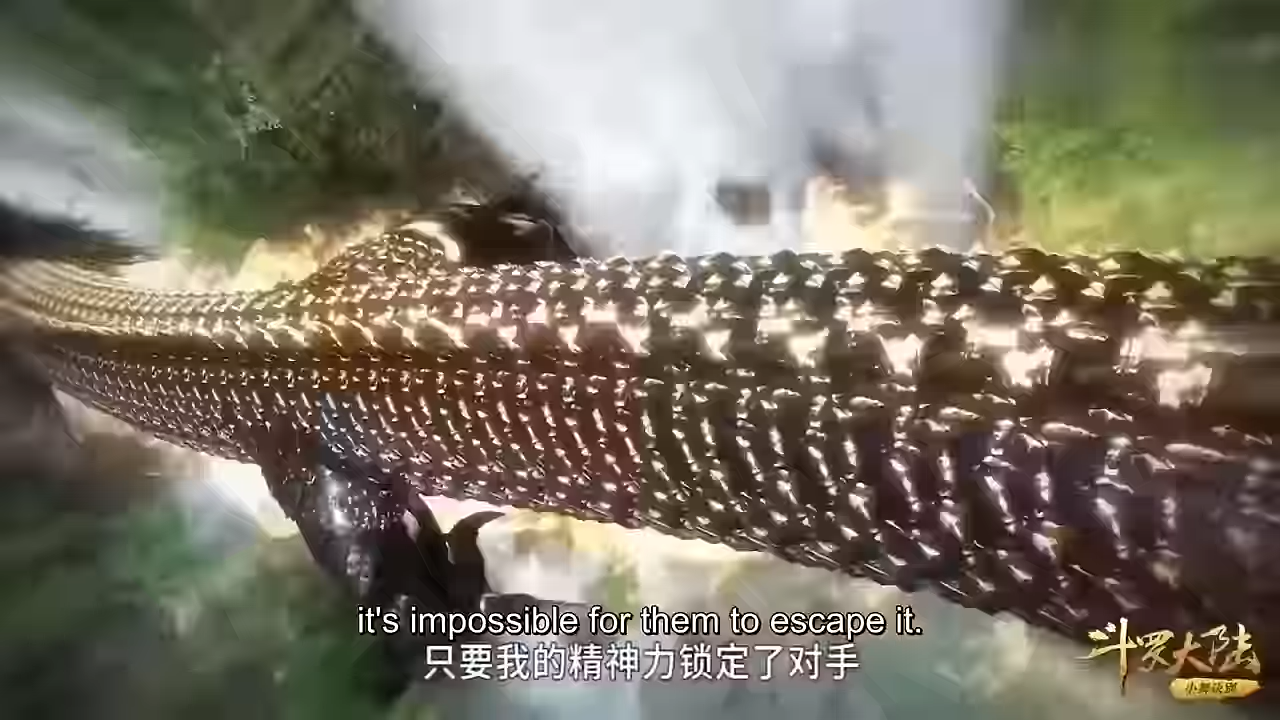 it's impossible for them to escape it.
只要我的精神力锁定了对手
斗罗大陆